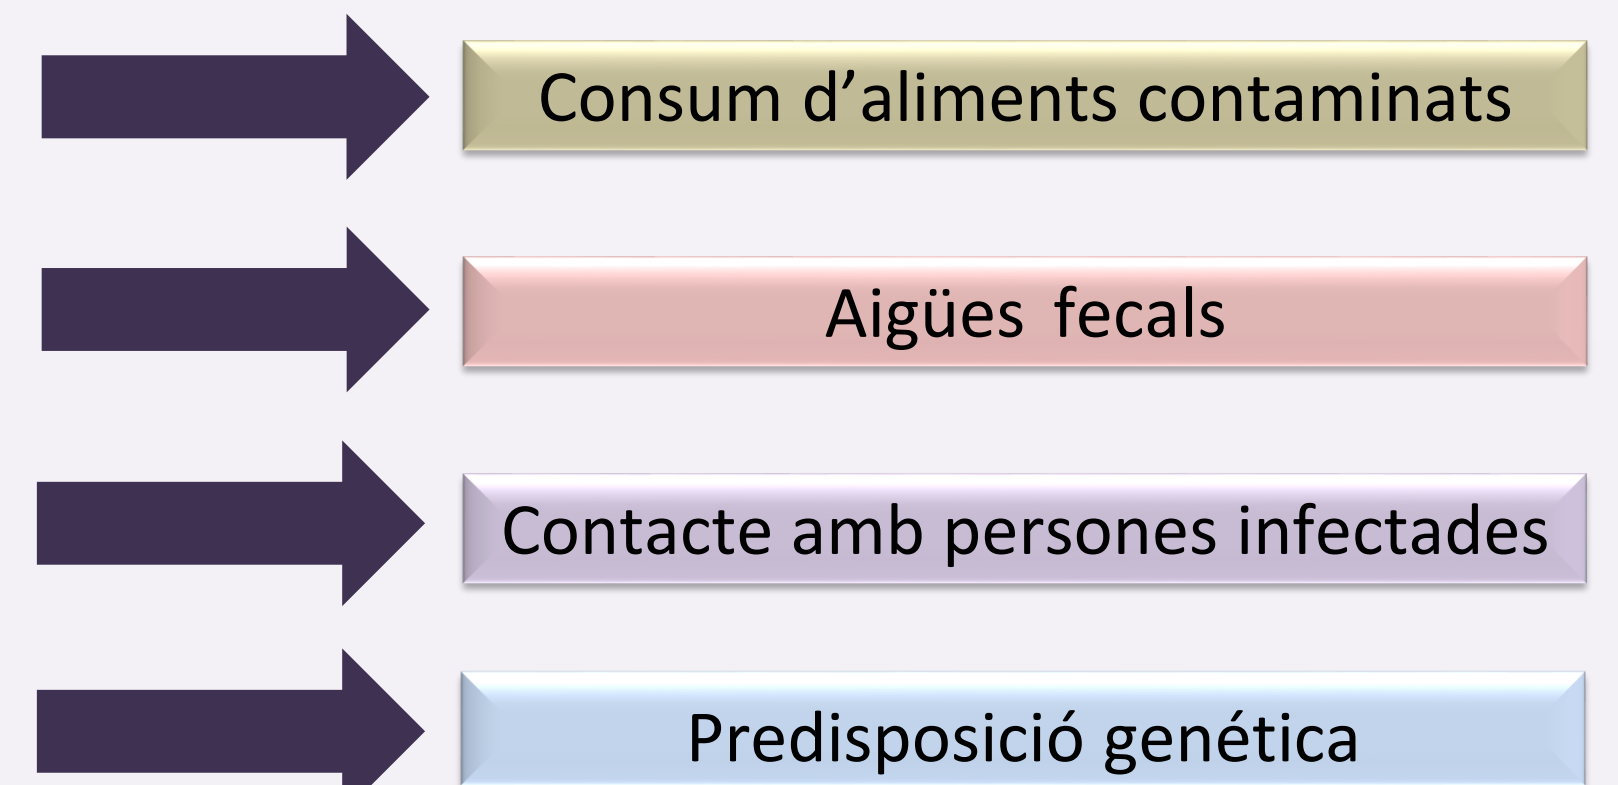 Consum d’aliments contaminats
Aigües fecals
Contacte amb persones infectades
Predisposició genética